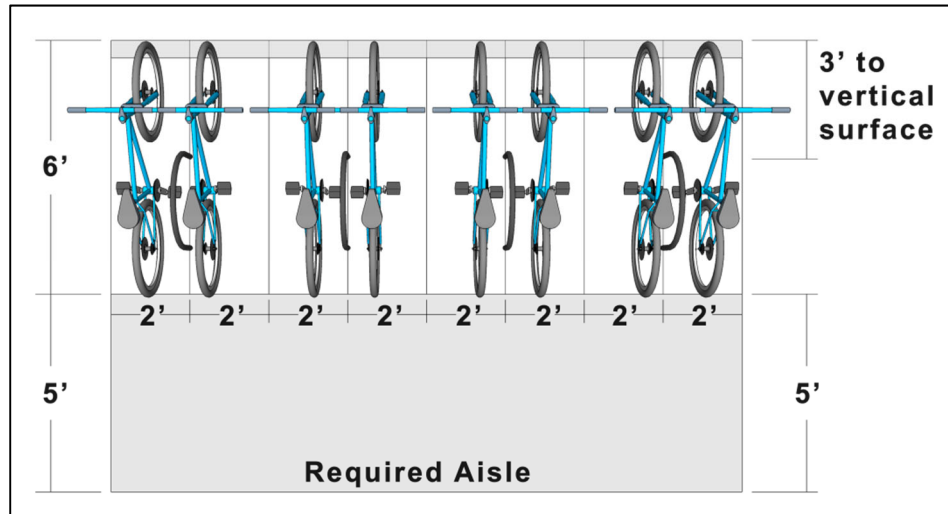 3’ to
vertical
surface
6’
2’ 2’ 2’ 2’ 2’ 2’ 2’ 2’
5’ 5’
Required Aisle